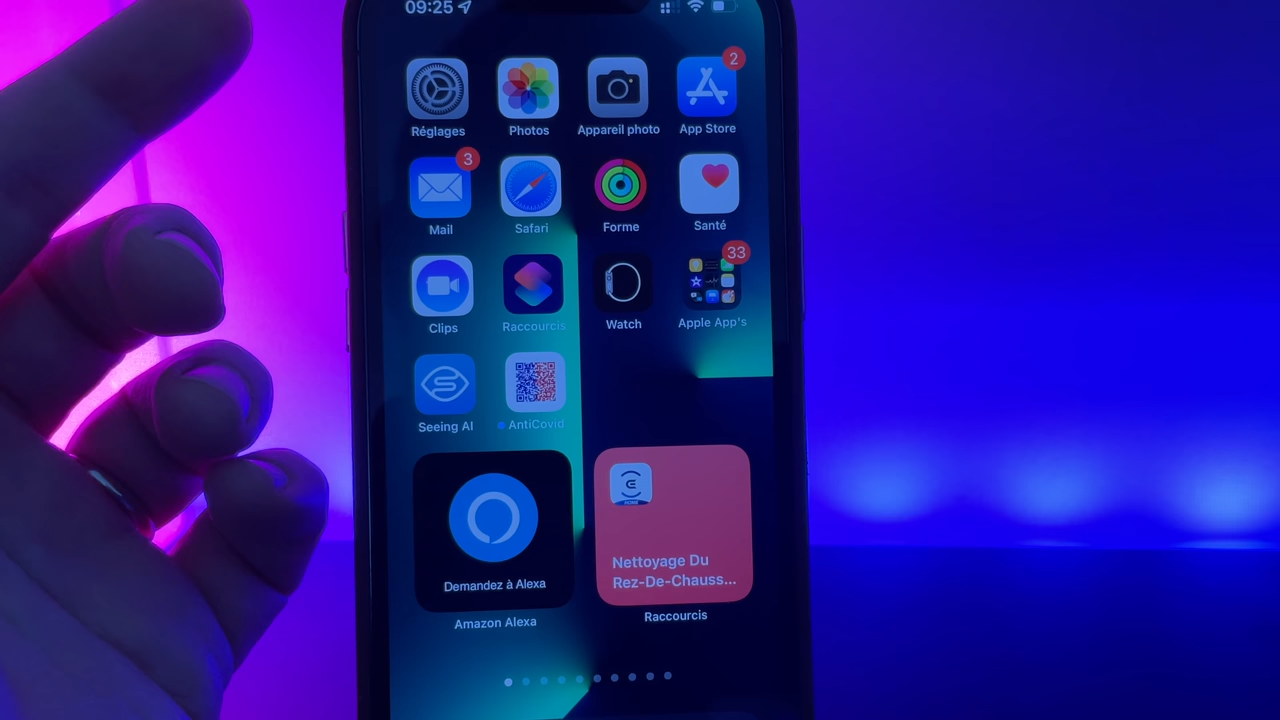 09:25
2
Réglages
Photos
Appareil photo
App Store
3
Mail
Safari
Forme
Santé
33
Clips
Raccourcis
Watch
Apple App's
Seeing AI
AntiCovid
Demandez à Alexa
Nettoyage Du
Rez-De-Chauss...
Amazon Alexa
Raccourcis